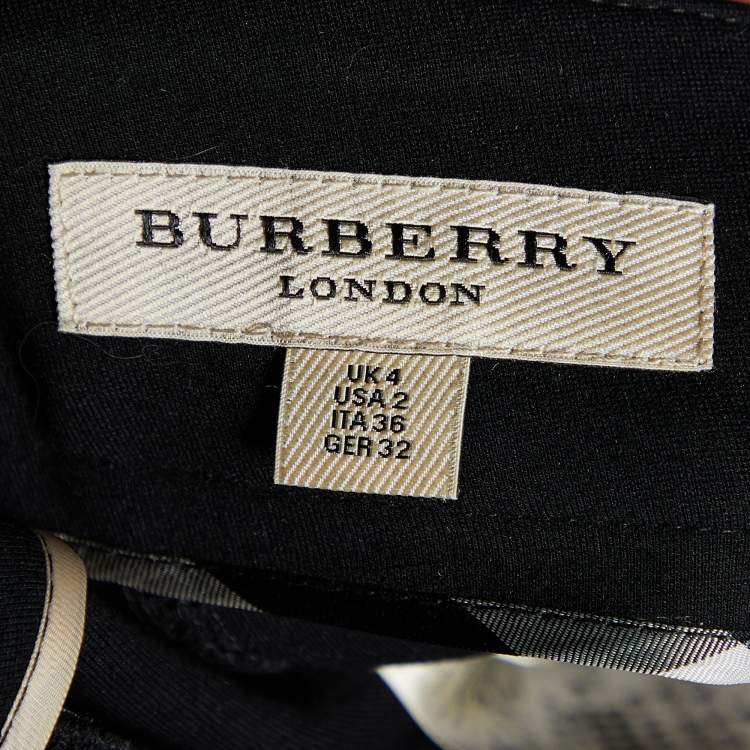 BURBERRY
LONDON
UK 4
USA 2
ITA 36
GER 32